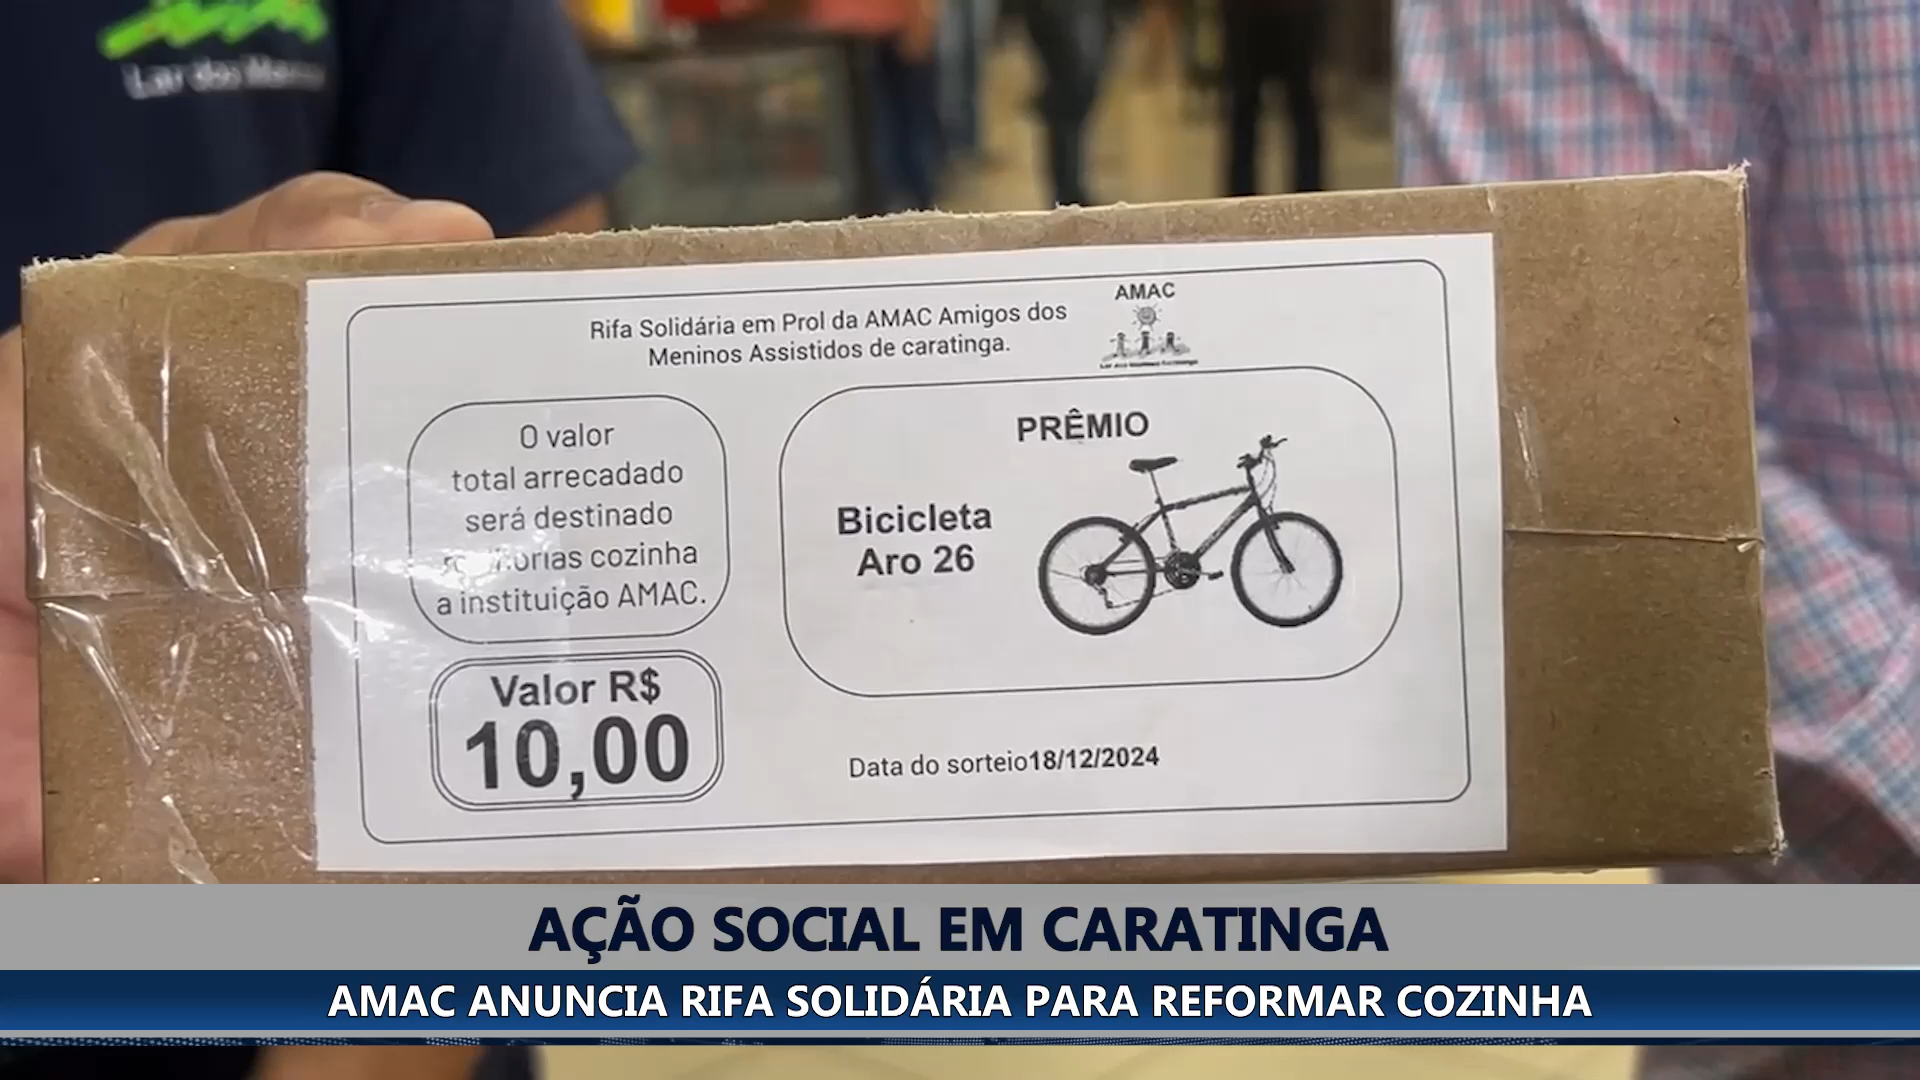 Lar dos
Rifa Solidária em Prol da AMAC Amigos dos
Meninos Assistidos de caratinga.
AMAC
O valor
total arrecadado
será destinado
cozinha
a instituição AMAC.
PRÊMIO
Bicicleta
Aro 26
Valor R$
10,00
Data do sorteio18/12/2024
AÇÃO SOCIAL EM CARATINGA
AMAC ANUNCIA RIFA SOLIDÁRIA PARA REFORMAR COZINHA